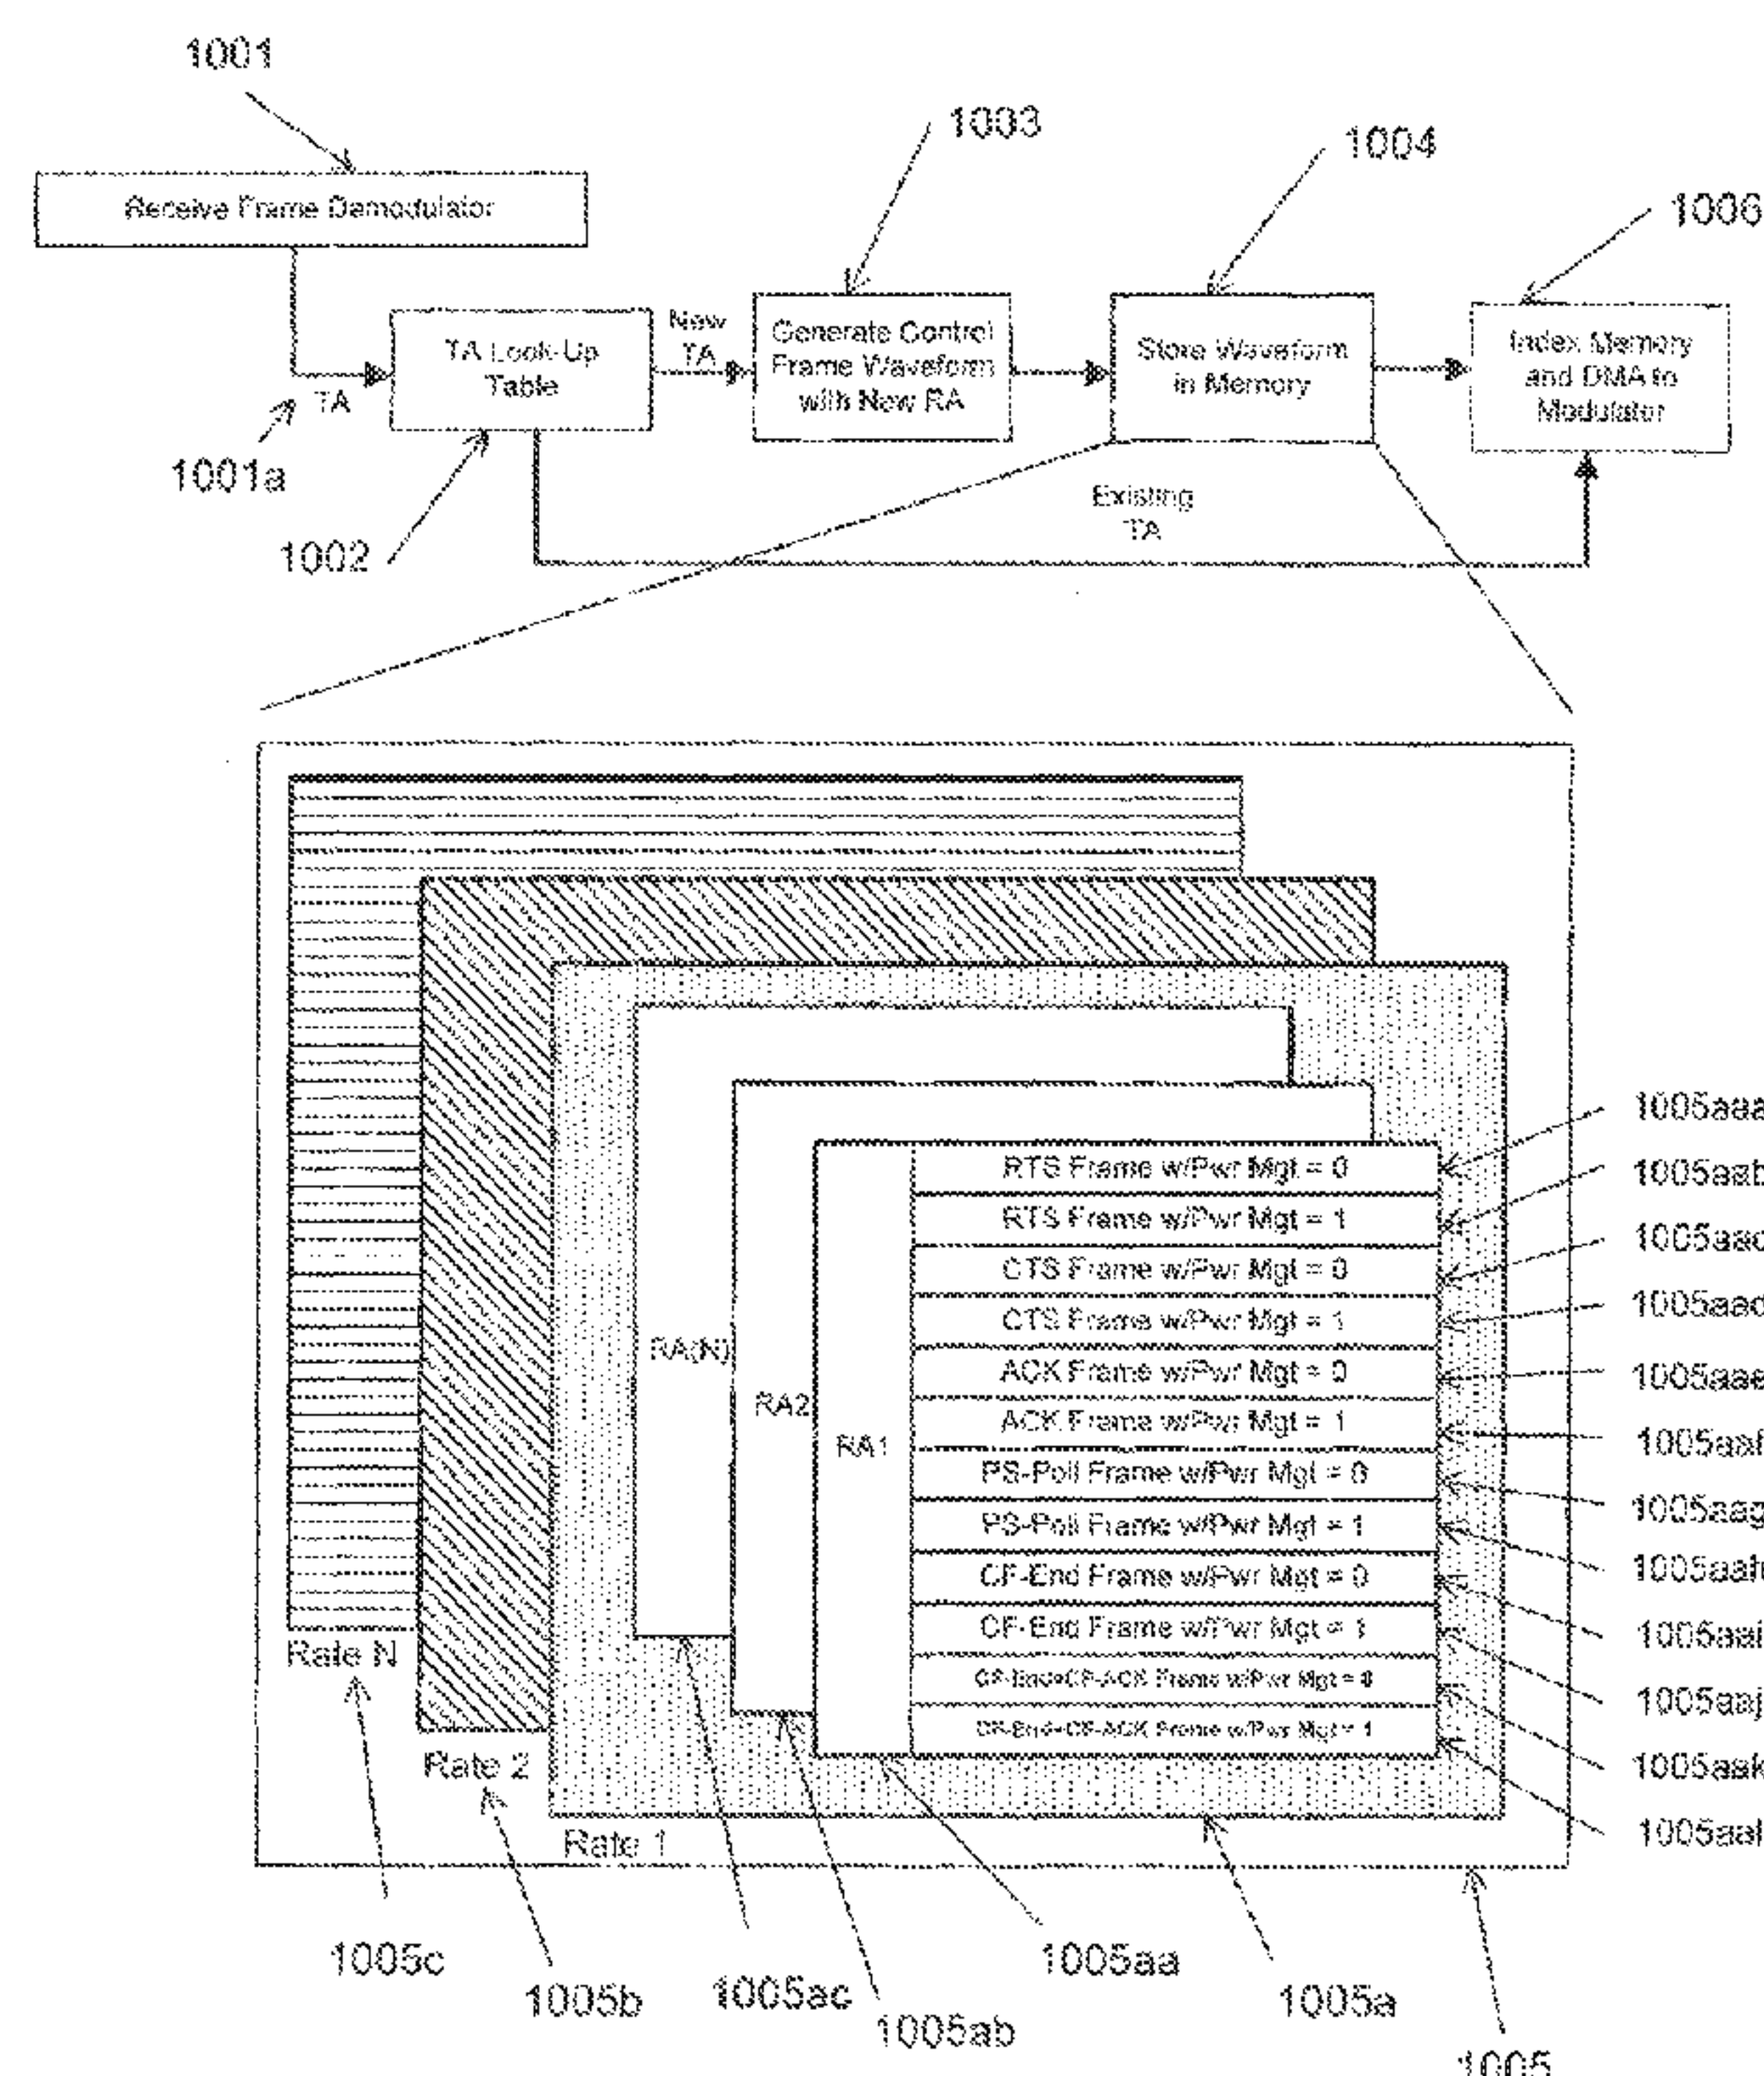 1001
1003
1004
1006
Receive Frame Demodulator
TA Look-Up
Table
New
TA
Generate Control
Frame Waveform
with New RA
Store Waveform
in Memory
Index Memory
and DMA to
Modulator
TA
1001a
1002
Existing
TA
RTS Frame w/Pwr Mgt = 0
RTS Frame w/Pwr Mgt = 1
CTS Frame w/Pwr Mgt = 0
CTS Frame w/Pwr Mgt = 1
ACK Frame w/Pwr Mgt = 0
ACK Frame w/Pwr Mgt = 1
PS-Poll Frame w/Pwr Mgt = 0
PS-Poll Frame w/Pwr Mgt = 1
CF-End Frame w/Pwr Mgt = 0
CF-End Frame w/Pwr Mgt = 1
CF-End+CF-ACK Frame w/Pwr Mgt = 0
CF-End+CF-ACK Frame w/Pwr Mgt = 1
RA(N)
RA2
RA1
1005aaa
1005aab
1005aac
1005aad
1005aae
1005aaf
1005aag
1005aah
1005aai
1005aaj
1005aak
1005aal
Rate N
Rate 2
Rate 1
1005c
1005b
1005ac
1005ab
1005aa
1005a
1005